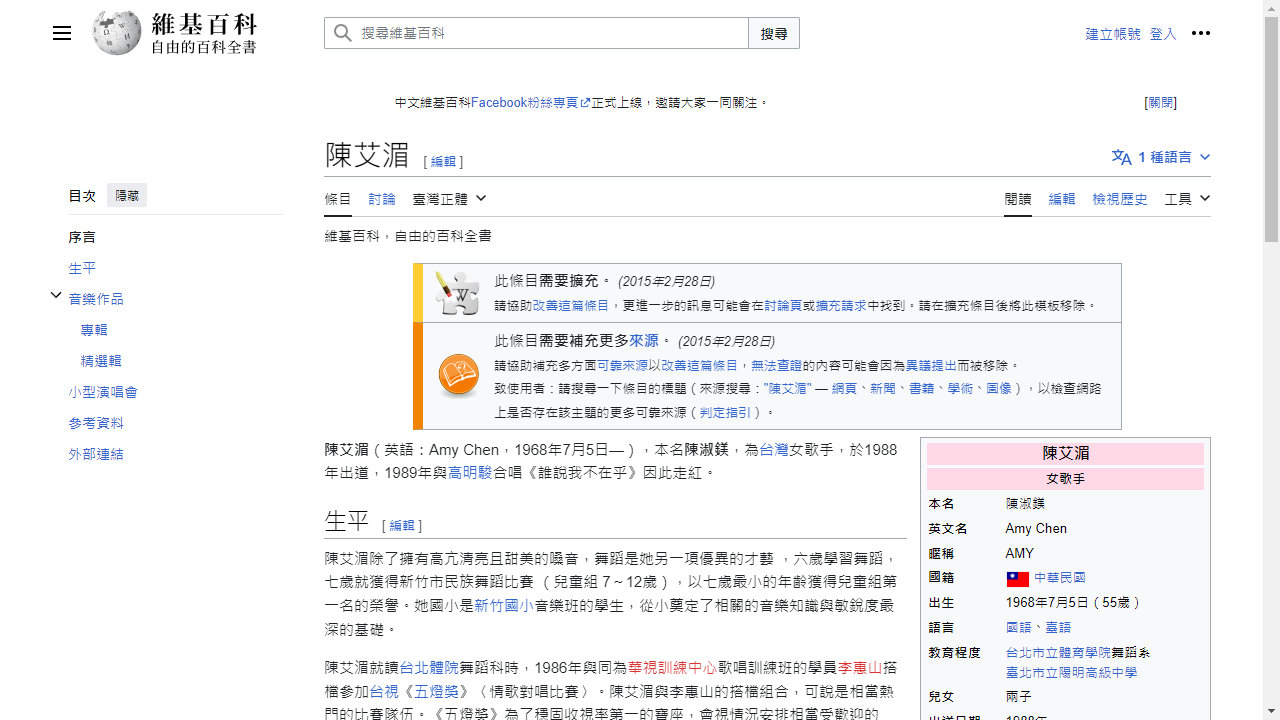 維基百科
自由的百科全書
搜尋維基百科
搜尋
建立帳號 登入
中文維基百科Facebook粉絲專頁正式上線，邀請大家一同關注。
[關閉]
陳艾湄 [ 編輯 ]
1 種語言
目次 隱藏
條目 討論 臺灣正體
閱讀 編輯 檢視歷史 工具
序言
生平
音樂作品
專輯
精選輯
小型演唱會
參考資料
外部連結
維基百科，自由的百科全書
此條目需要擴充。 (2015年2月28日)
請協助改善這篇條目，更進一步的訊息可能會在討論頁或擴充請求中找到。請在擴充條目後將此模板移除。
此條目需要補充更多來源。 (2015年2月28日)
請協助補充多方面可靠來源以改善這篇條目，無法查證的內容可能會因為異議提出而被移除。
致使用者：請搜尋一下條目的標題（來源搜尋："陳艾湄" — 網頁、新聞、書籍、學術、圖像），以檢查網路
上是否存在該主題的更多可靠來源（判定指引）。
陳艾湄（英語：Amy Chen，1968年7月5日—），本名陳淑鎂，為台灣女歌手，於1988
年出道，1989年與高明駿合唱《誰說我不在乎》因此走紅。
生平 [ 編輯 ]
陳艾湄除了擁有高亢清亮且甜美的嗓音，舞蹈是她另一項優異的才藝 ，六歲學習舞蹈，
七歲就獲得新竹市民族舞蹈比賽 （兒童組 7～12歲），以七歲最小的年齡獲得兒童組第
一名的榮譽。她國小是新竹國小音樂班的學生，從小奠定了相關的音樂知識與敏銳度最
深的基礎。
陳艾湄就讀台北體院舞蹈科時，1986年與同為華視訓練中心歌唱訓練班的學員李軎山搭
檔參加台視《五燈獎》〈情歌對唱比賽〉。陳艾湄與李軎山的搭檔組合，可說是相當熱
門的比賽隊伍。《五燈獎》為了穩固收視率第一的寶座，會視情況安排相當受歡迎的
陳艾湄
女歌手
本名 陳淑鎂
英文名 Amy Chen
暱稱 AMY
國籍 中華民國
出生 1968年7月5日（55歲）
語言 國語、臺語
教育程度 台北市立體育學院舞蹈系
臺北市立陽明高級中學
兒女 兩子
出道日期 1988年